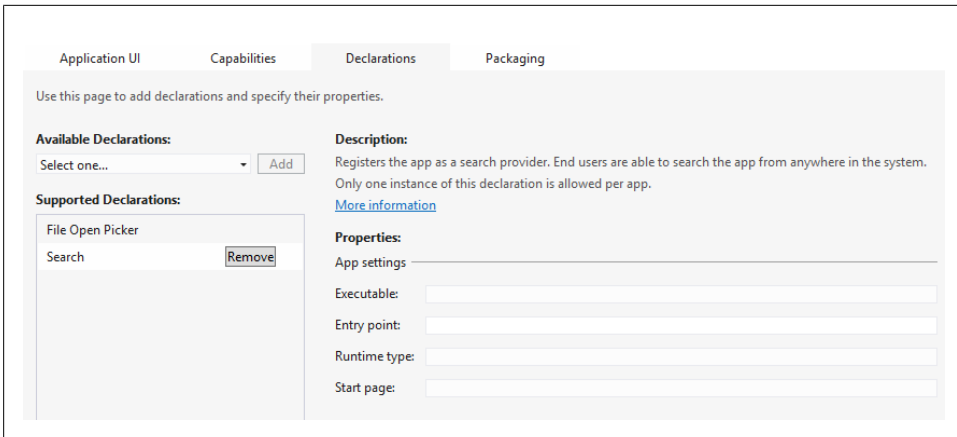 Application UI Capabilities Declarations Packaging
Use this page to add declarations and specify their properties.
Available Declarations:
Select one...
Add
Supported Declarations:
File Open Picker
Search
Remove
Description:
Registers the app as a search provider. End users are able to search the app from anywhere in the system.
Only one instance of this declaration is allowed per app.
More information
Properties:
App settings
Executable:
Entry point:
Runtime type:
Start page: